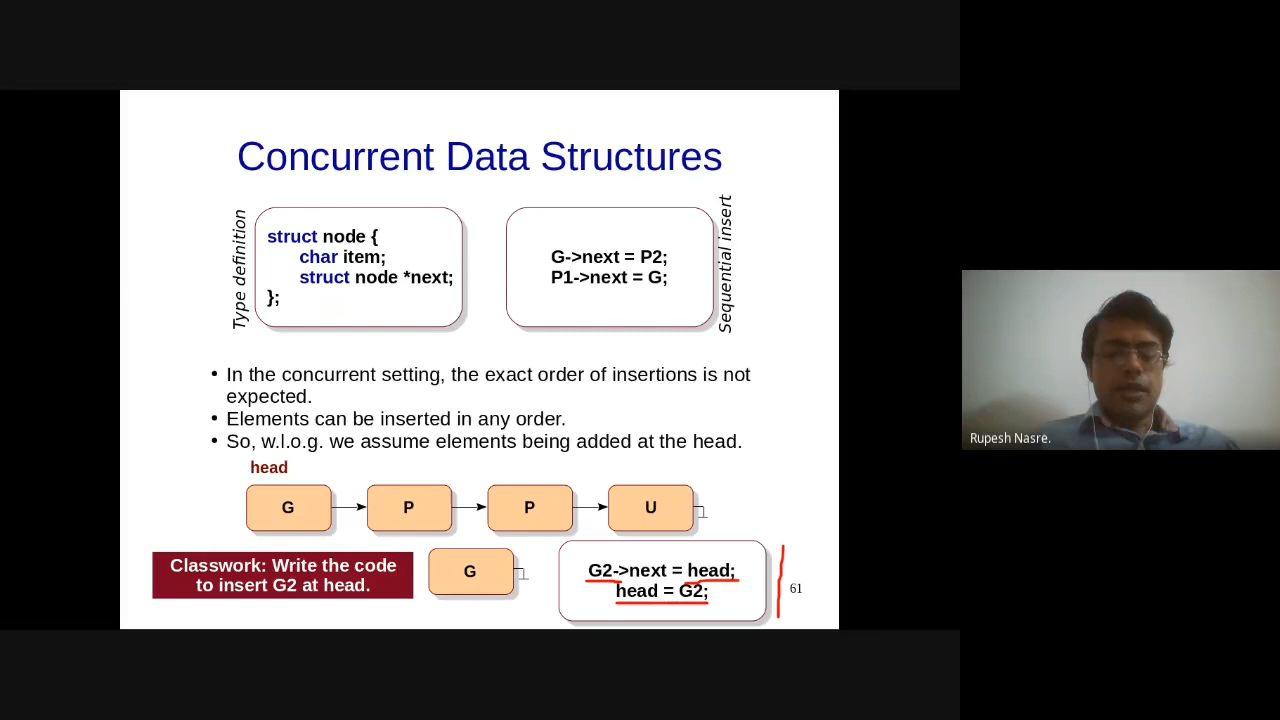 Concurrent Data Structures
Type definition
struct node {
char item;
struct node *next;
};
G->next = P2;
P1->next = G;
Sequential insert
• In the concurrent setting, the exact order of insertions is not
expected.
• Elements can be inserted in any order.
• So, w.l.o.g. we assume elements being added at the head.
head
G P P U
Classwork: Write the code
to insert G2 at head.
G
G2->next = head;
head = G2;
61
Rupesh Nasre.